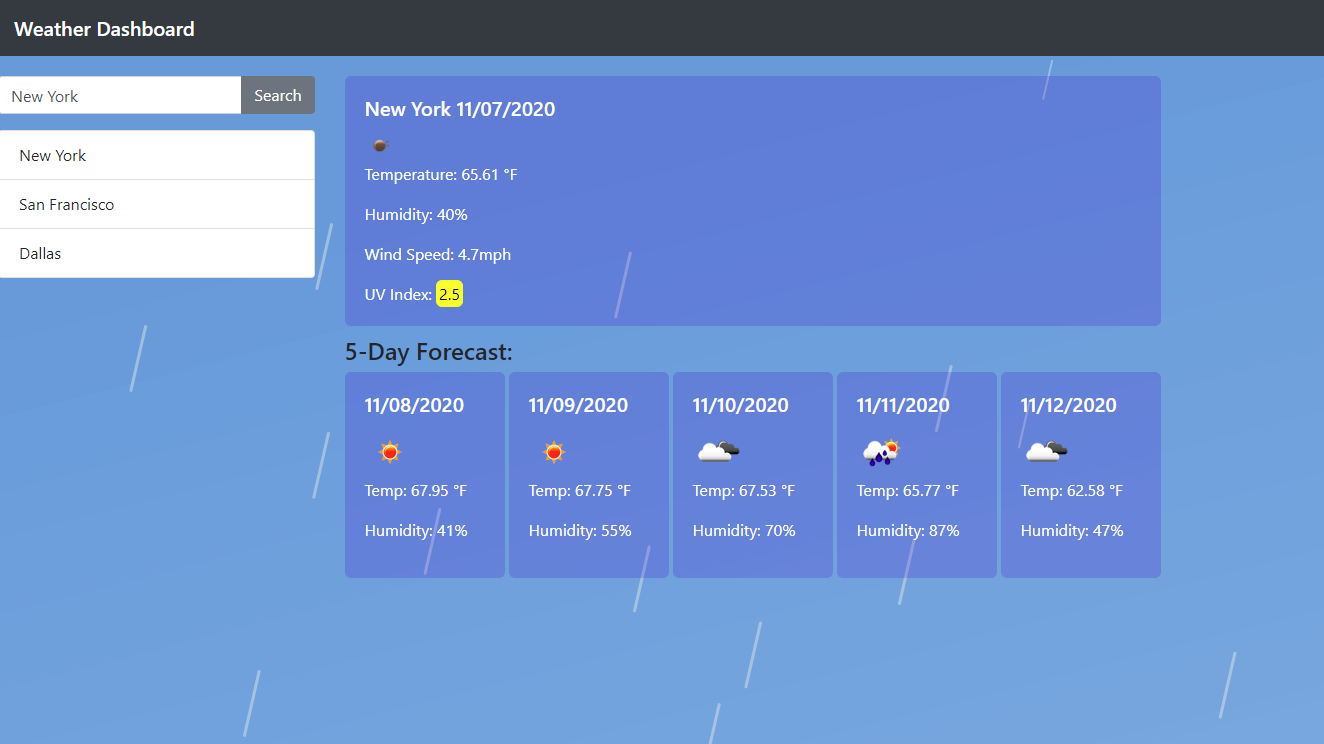 Weather Dashboard
New York
Search
New York
San Francisco
Dallas
New York 11/07/2020
Temperature: 65.61 °F
Humidity: 40%
Wind Speed: 4.7mph
UV Index: 2.5
5-Day Forecast:
11/08/2020
Temp: 67.95 °F
Humidity: 41%
11/09/2020
Temp: 67.75 °F
Humidity: 55%
11/10/2020
Temp: 67.53 °F
Humidity: 70%
11/11/2020
Temp: 65.77 °F
Humidity: 87%
11/12/2020
Temp: 62.58 °F
Humidity: 47%